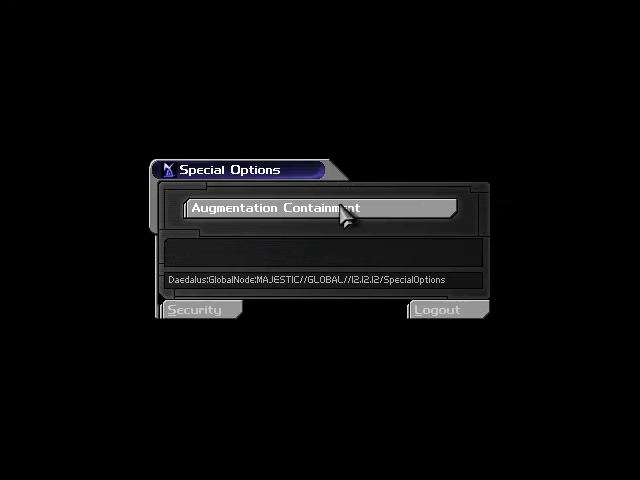 Special Options
Augmentation Containment
Daedalus:GlobalNode:MAJESTIC//GLOBAL//12.12.12/SpecialOptions
Security
Logout